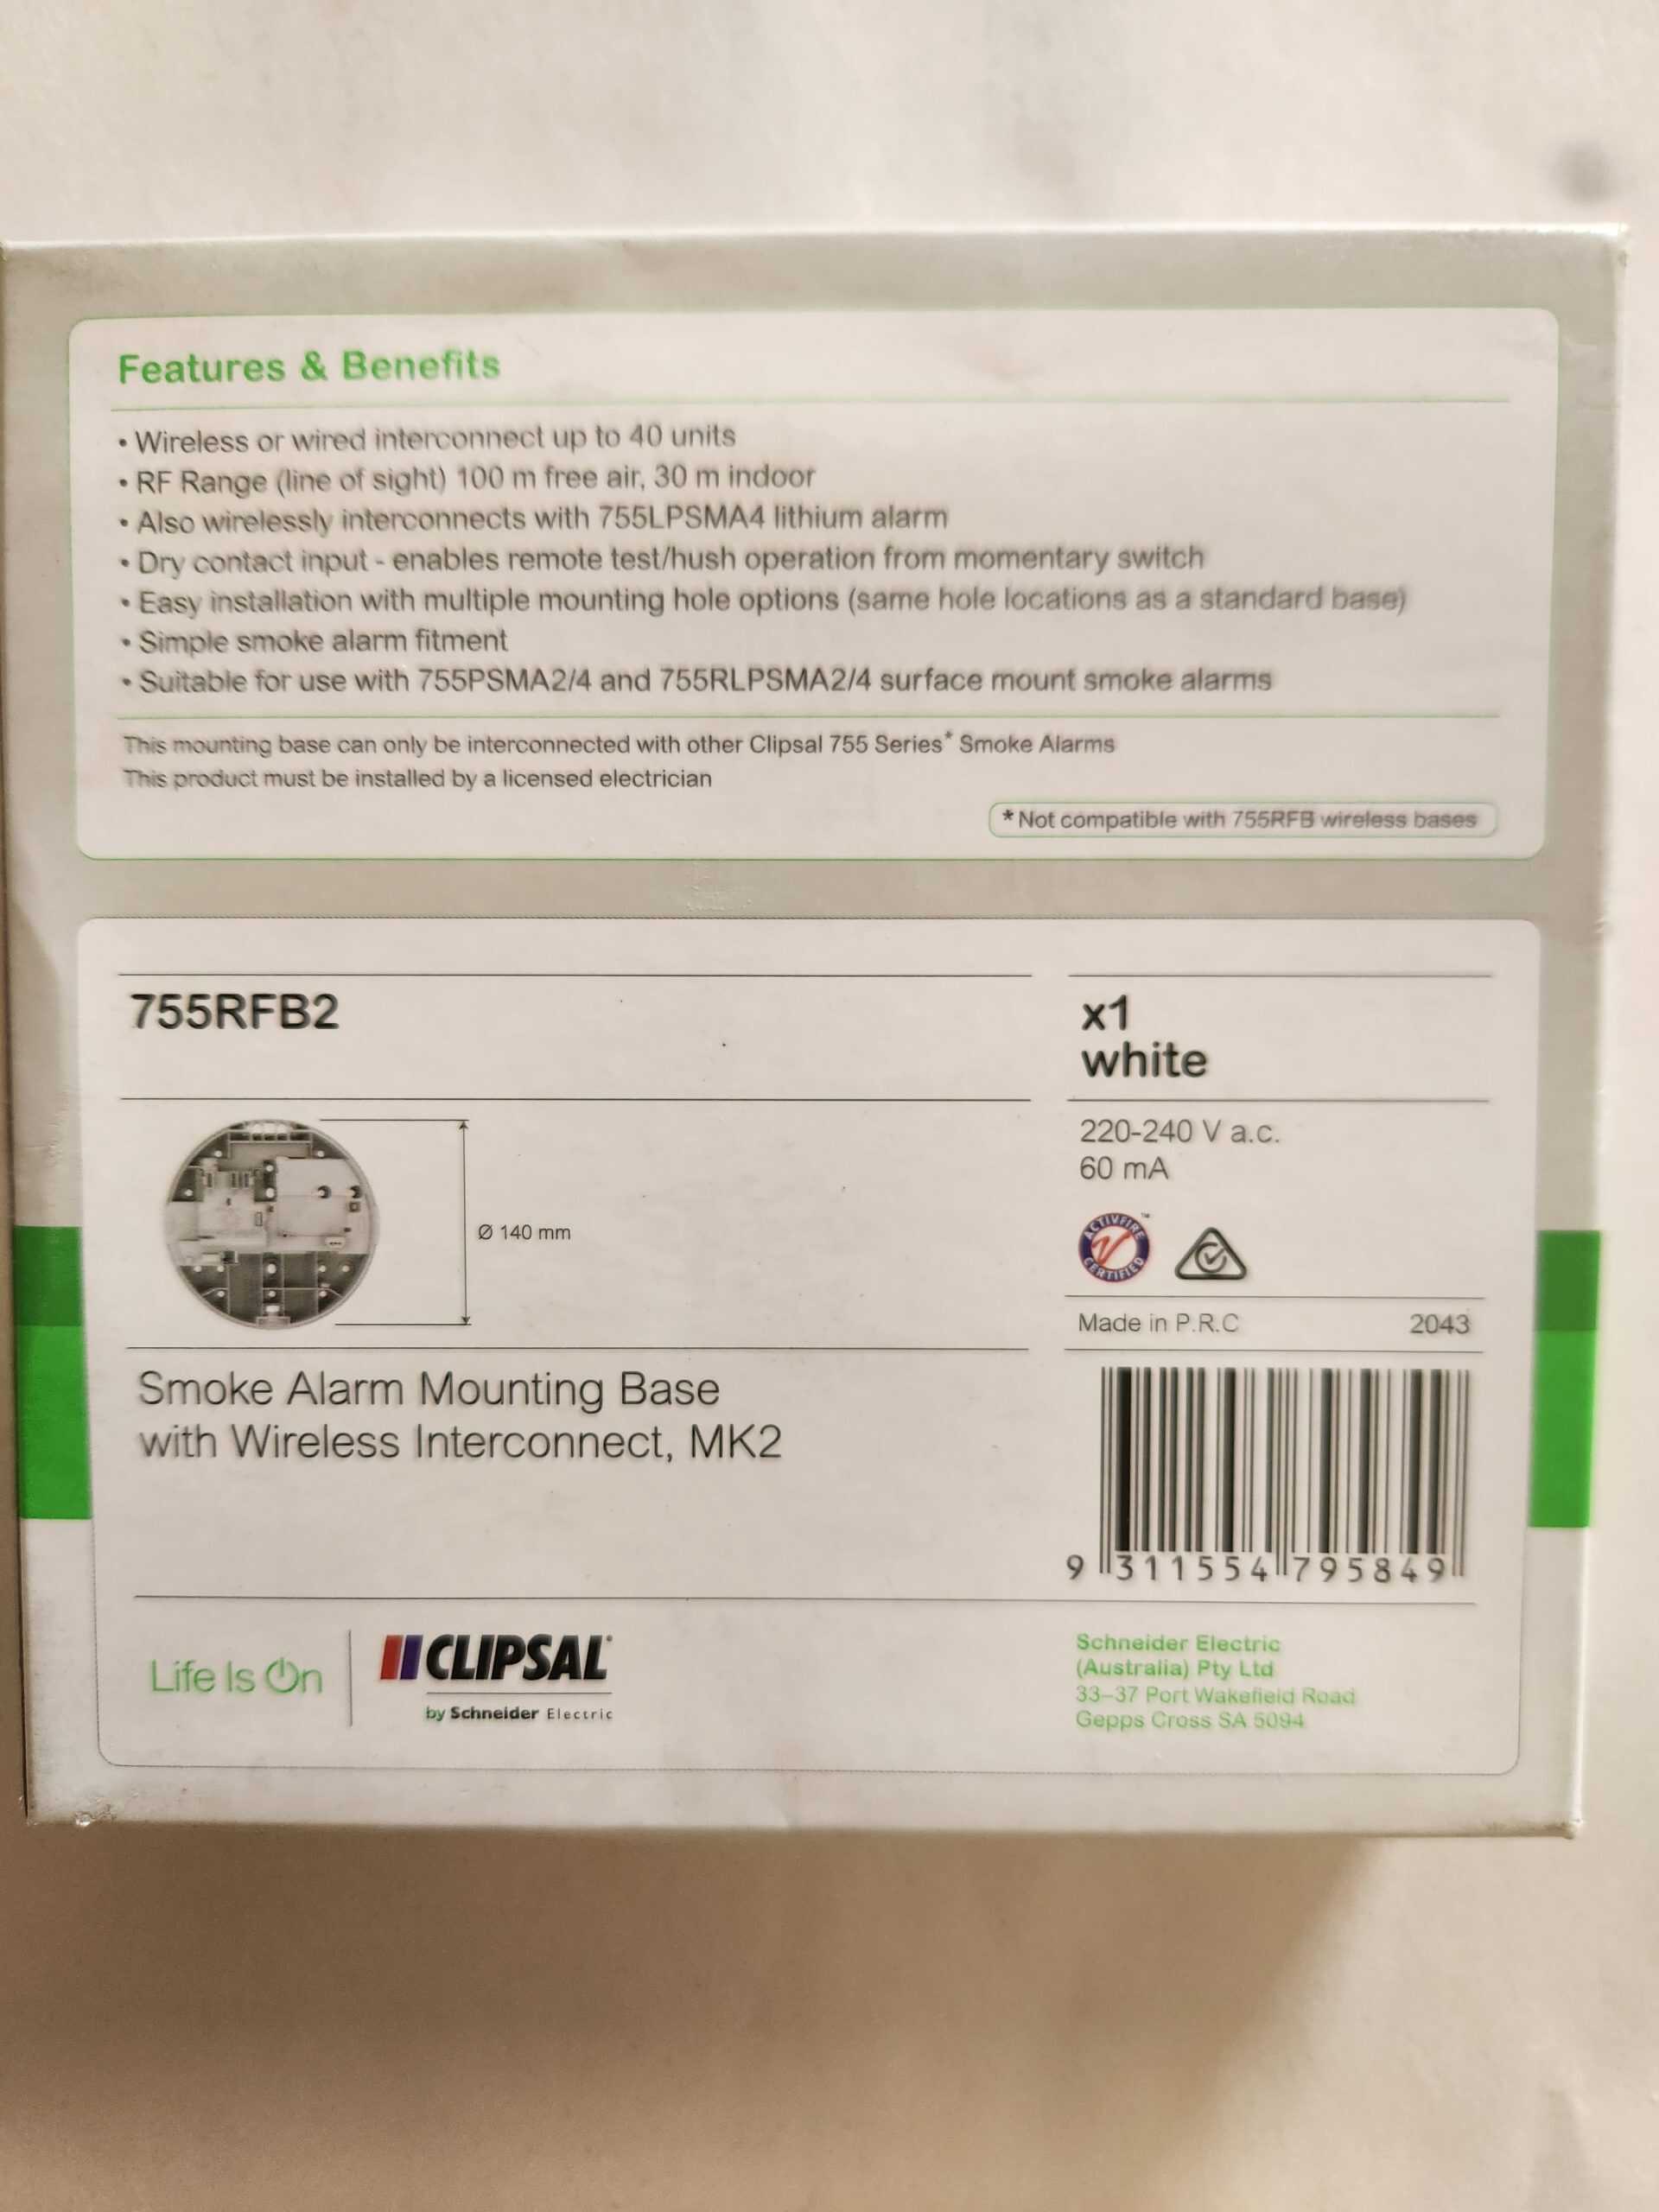 Features & Benefits
• Wireless or wired interconnect up to 40 units
• RF Range (line of sight) 100 m free air, 30 m indoor
• Also wirelessly interconnects with 755LPSMA4 lithium alarm
• Dry contact input - enables remote test/hush operation from momentary switch
• Easy installation with multiple mounting hole options (same hole locations as a standard base)
• Simple smoke alarm fitment
• Suitable for use with 755PSMA2/4 and 755RLPSMA2/4 surface mount smoke alarms
This mounting base can only be interconnected with other Clipsal 755 Series* Smoke Alarms
This product must be installed by a licensed electrician
* Not compatible with 755RFB wireless bases
755RFB2
x1
white
220-240 V a.c.
60 mA
Ø 140 mm
ACTIVFIRE ™
CERTIFIED
Made in P.R.C 2043
Smoke Alarm Mounting Base
with Wireless Interconnect, MK2
9 311554 795849
Life Is On
CLIPSAL®
by Schneider Electric
Schneider Electric
(Australia) Pty Ltd
33–37 Port Wakefield Road
Gepps Cross SA 5094